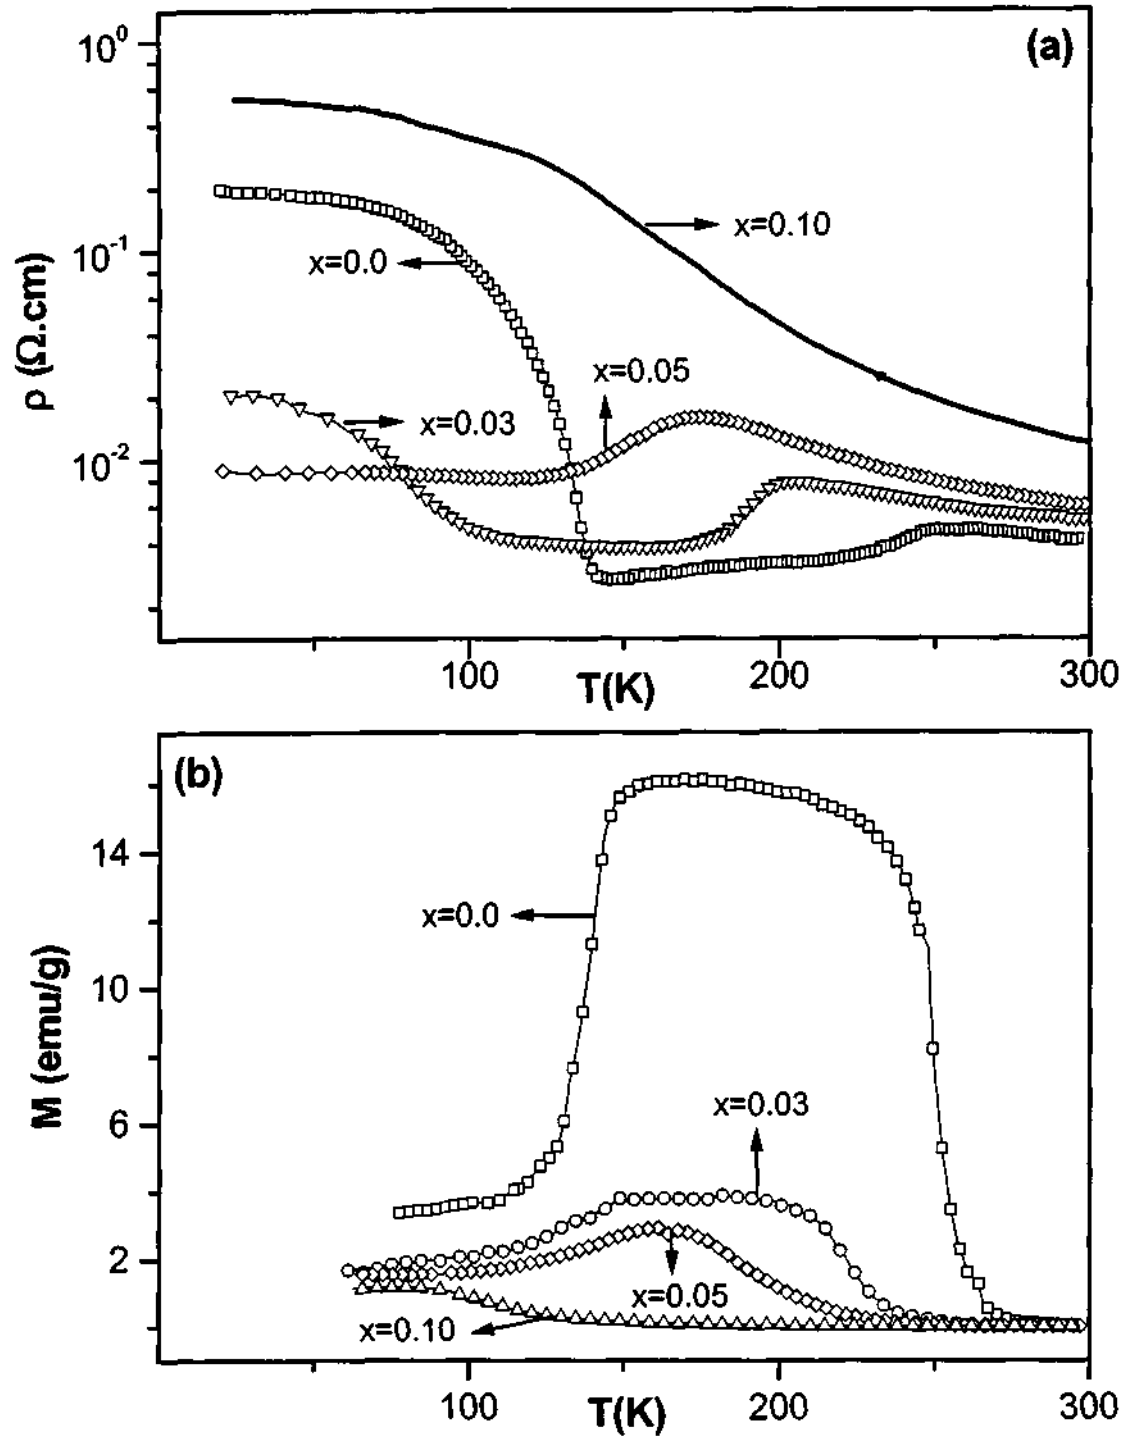 (a)
10⁰
x=0.10
x=0.0
10⁻¹
ρ (Ω.cm)
x=0.05
x=0.03
10⁻²
100
200
300
T(K)
(b)
14
x=0.0
10
M (emu/g)
x=0.03
6
2
x=0.05
x=0.10
100
200
300
T(K)